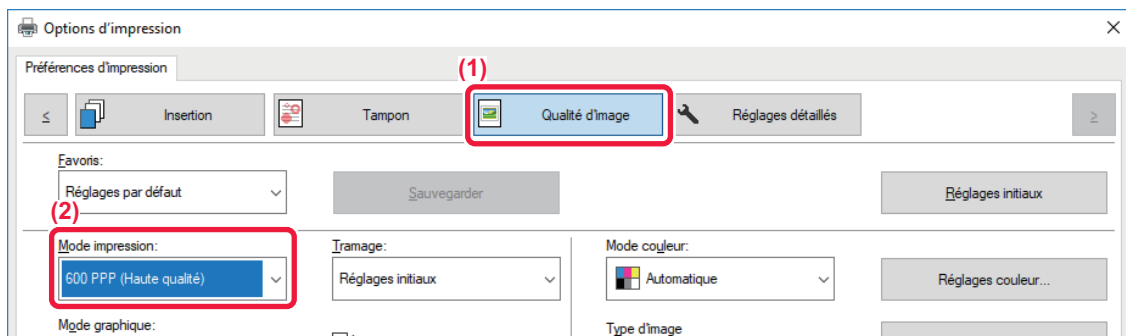 Options d'impression
Préférences d'impression
(1)
< Insertion Tampon Qualité d'image Réglages détaillés >
Favoris:
Réglages par défaut Sauvegarder Réglages initiaux
(2)
Mode impression: Tramage: Mode couleur:
600 PPP (Haute qualité) Réglages initiaux Automatique Réglages couleur...
Mode graphique: Type d'image